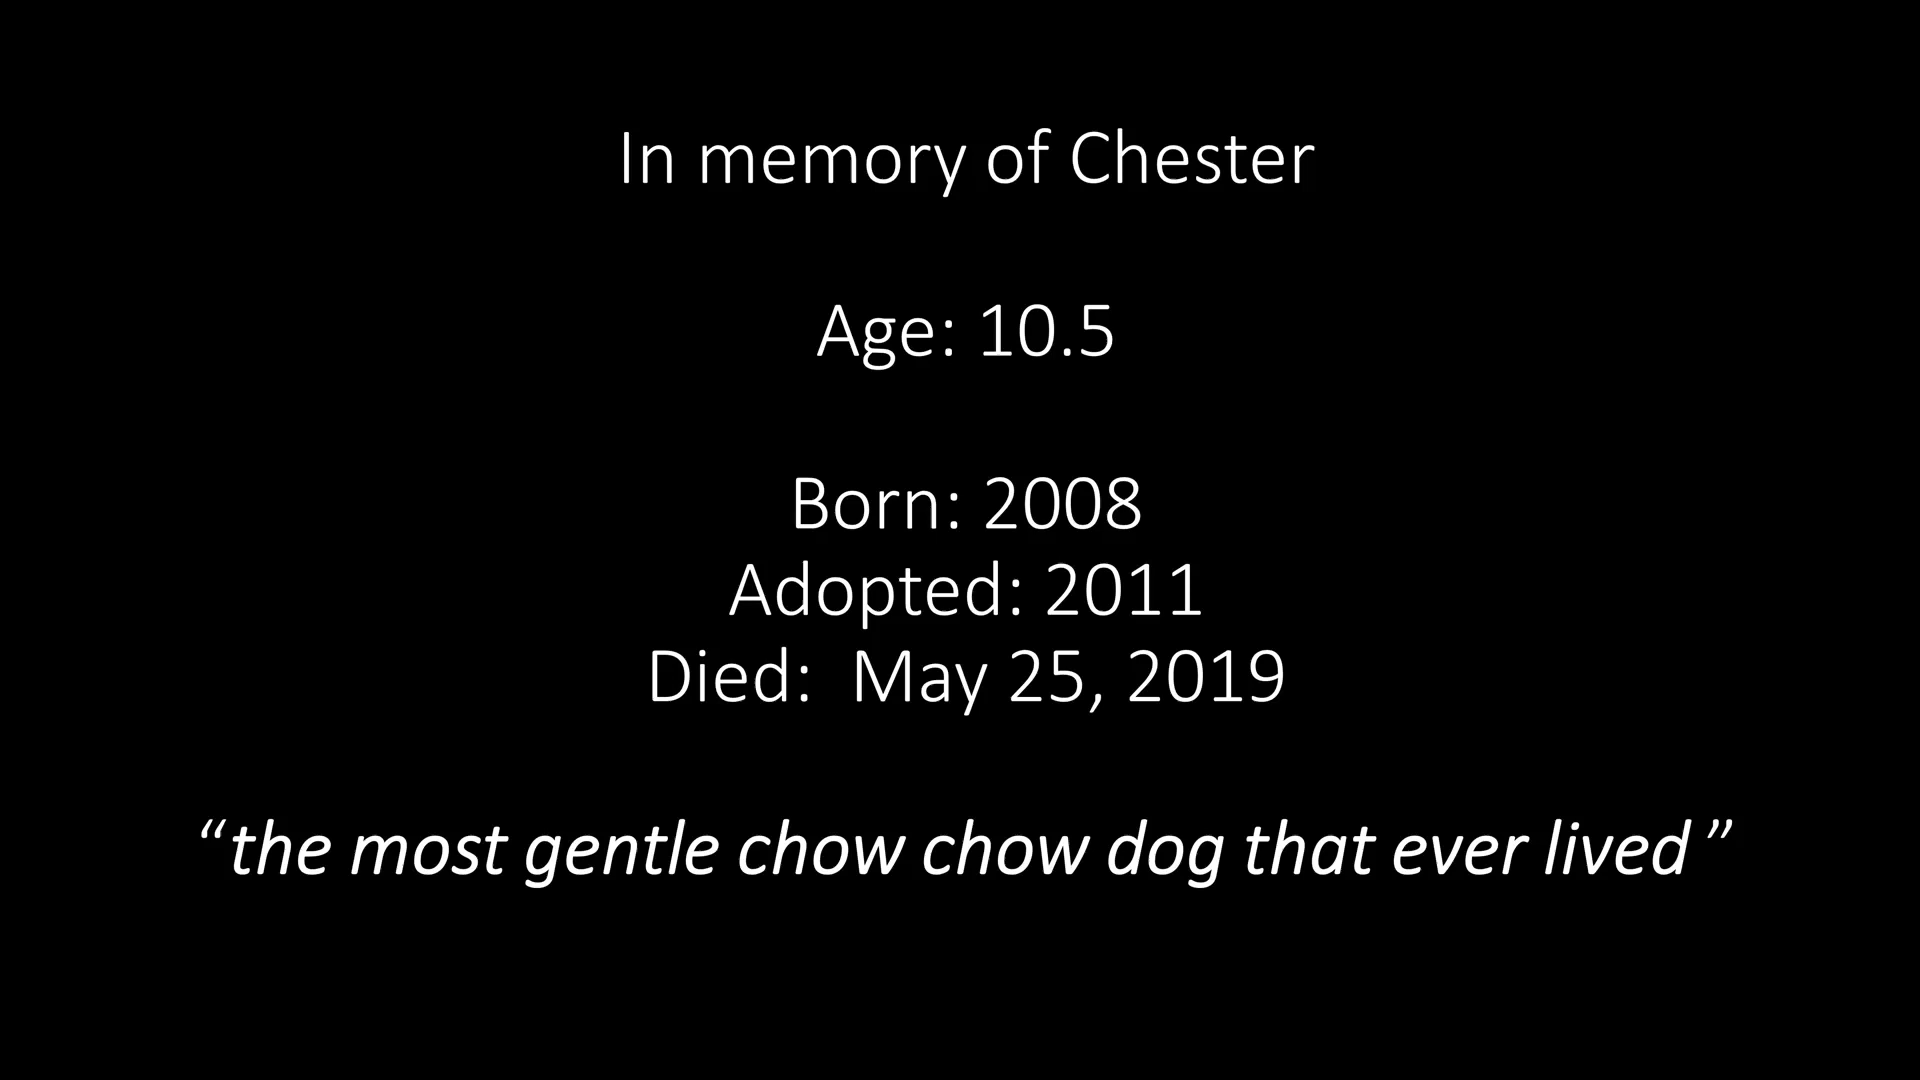 In memory of Chester
Age: 10.5
Born: 2008
Adopted: 2011
Died:  May 25, 2019
“the most gentle chow chow dog that ever lived ”